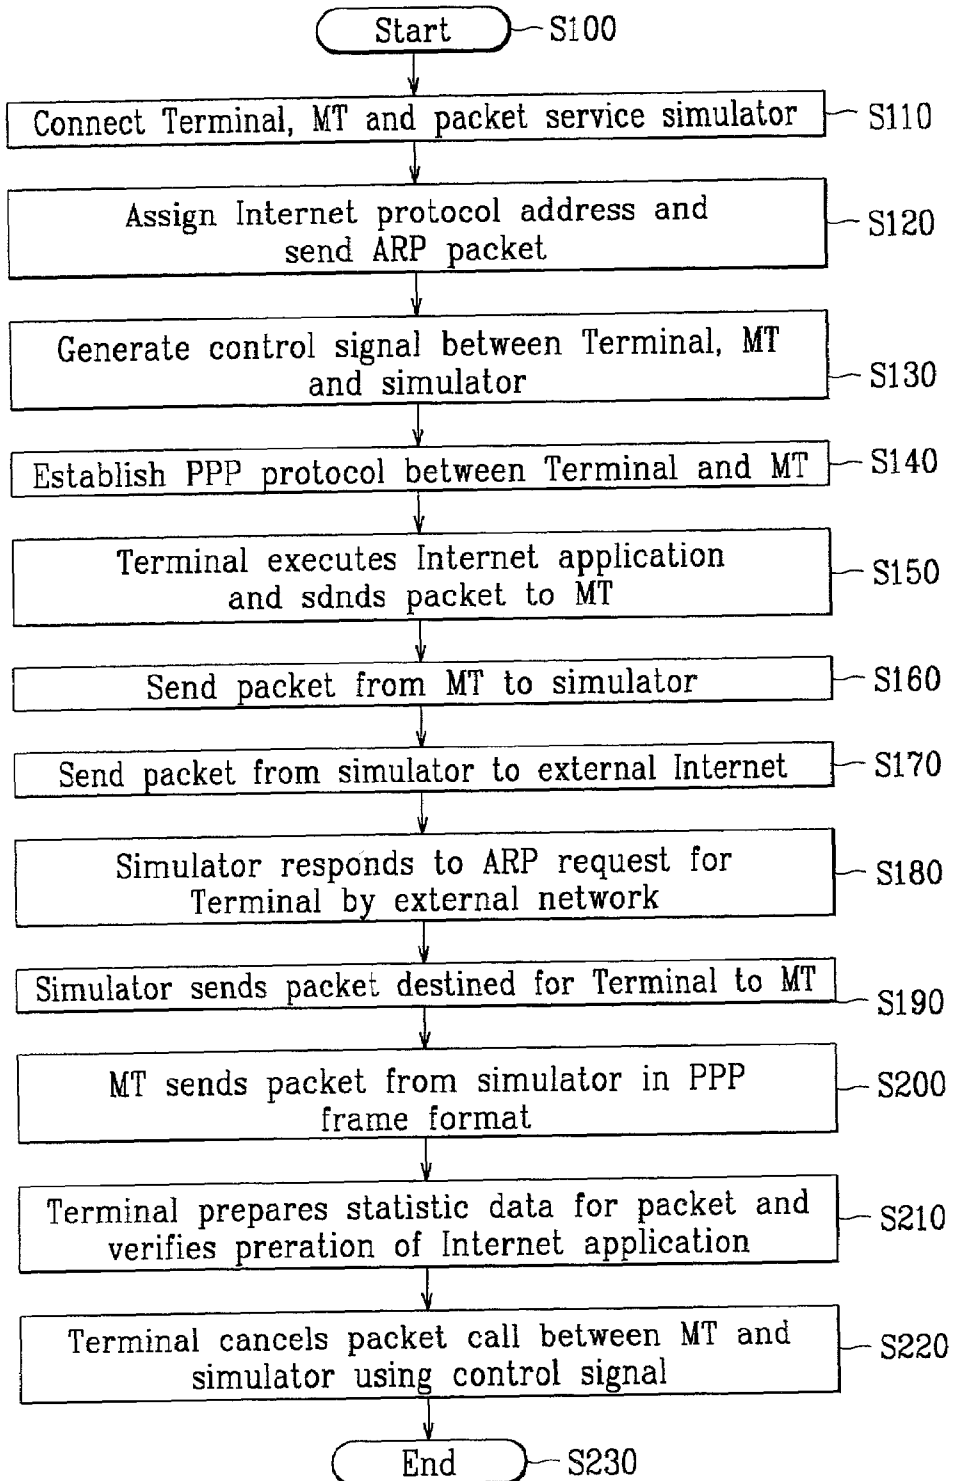 Start S100
Connect Terminal, MT and packet service simulator S110
Assign Internet protocol address and
send ARP packet
S120
Generate control signal between Terminal, MT
and simulator
S130
Establish PPP protocol between Terminal and MT S140
Terminal executes Internet application
and sdnds packet to MT
S150
Send packet from MT to simulator S160
Send packet from simulator to external Internet S170
Simulator responds to ARP request for
Terminal by external network
S180
Simulator sends packet destined for Terminal to MT S190
MT sends packet from simulator in PPP
frame format
S200
Terminal prepares statistic data for packet and
verifies preration of Internet application
S210
Terminal cancels packet call between MT and
simulator using control signal
S220
End S230